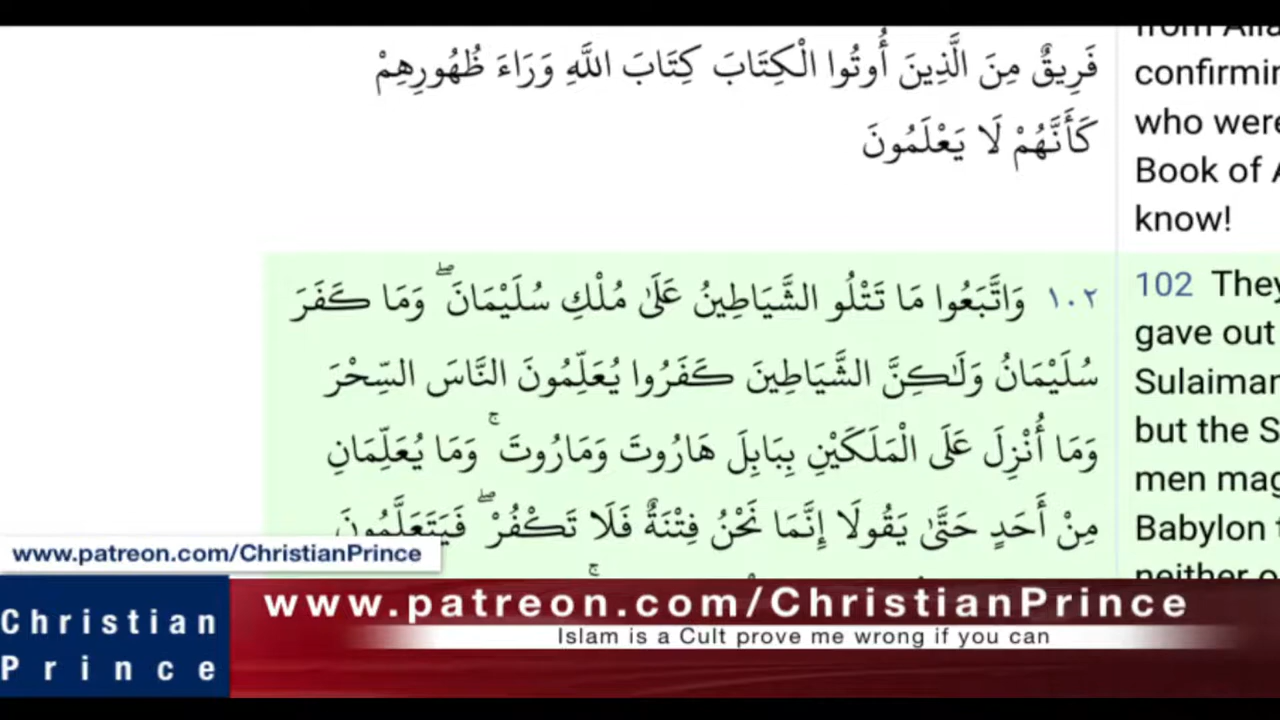 فَرِيقٌ مِنَ الَّذِينَ أُوتُوا الْكِتَابَ كِتَابَ اللَّهِ وَرَاءَ ظُهُورِهِمْ
كَأَنَّهُمْ لَا يَعْلَمُونَ
١٠٢ وَاتَّبَعُوا مَا تَتْلُو الشَّيَاطِينُ عَلَىٰ مُلْكِ سُلَيْمَانَ ۖ وَمَا كَفَرَ
سُلَيْمَانُ وَلَٰكِنَّ الشَّيَاطِينَ كَفَرُوا يُعَلِّمُونَ النَّاسَ السِّحْرَ
وَمَا أُنْزِلَ عَلَى الْمَلَكَيْنِ بِبَابِلَ هَارُوتَ وَمَارُوتَ ۚ وَمَا يُعَلِّمَانِ
مِنْ أَحَدٍ حَتَّىٰ يَقُولَا إِنَّمَا نَحْنُ فِتْنَةٌ فَلَا تَكْفُرْ ۖ فَيَتَعَلَّمُونَ
from
confirmin
who were
Book of A
know!
102 They
gave out
Sulaiman
but the S
men mag
Babylon t
neither o
www.patreon.com/ChristianPrince
Christian
Prince
www.patreon.com/ChristianPrince
Islam is a Cult prove me wrong if you can